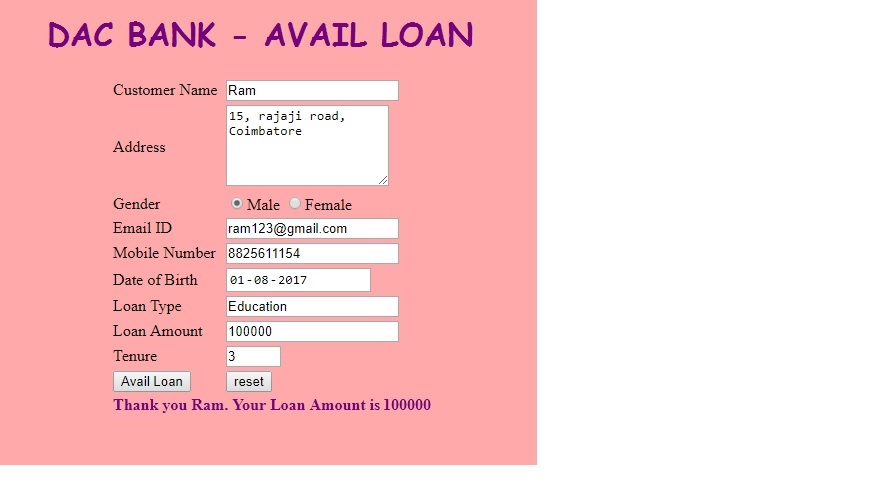 DAC BANK - AVAIL LOAN
Customer Name Ram
Address 15, rajaji road,
Coimbatore
Gender Male Female
Email ID ram123@gmail.com
Mobile Number 8825611154
Date of Birth 01-08-2017
Loan Type Education
Loan Amount 100000
Tenure 3
Avail Loan reset
Thank you Ram. Your Loan Amount is 100000